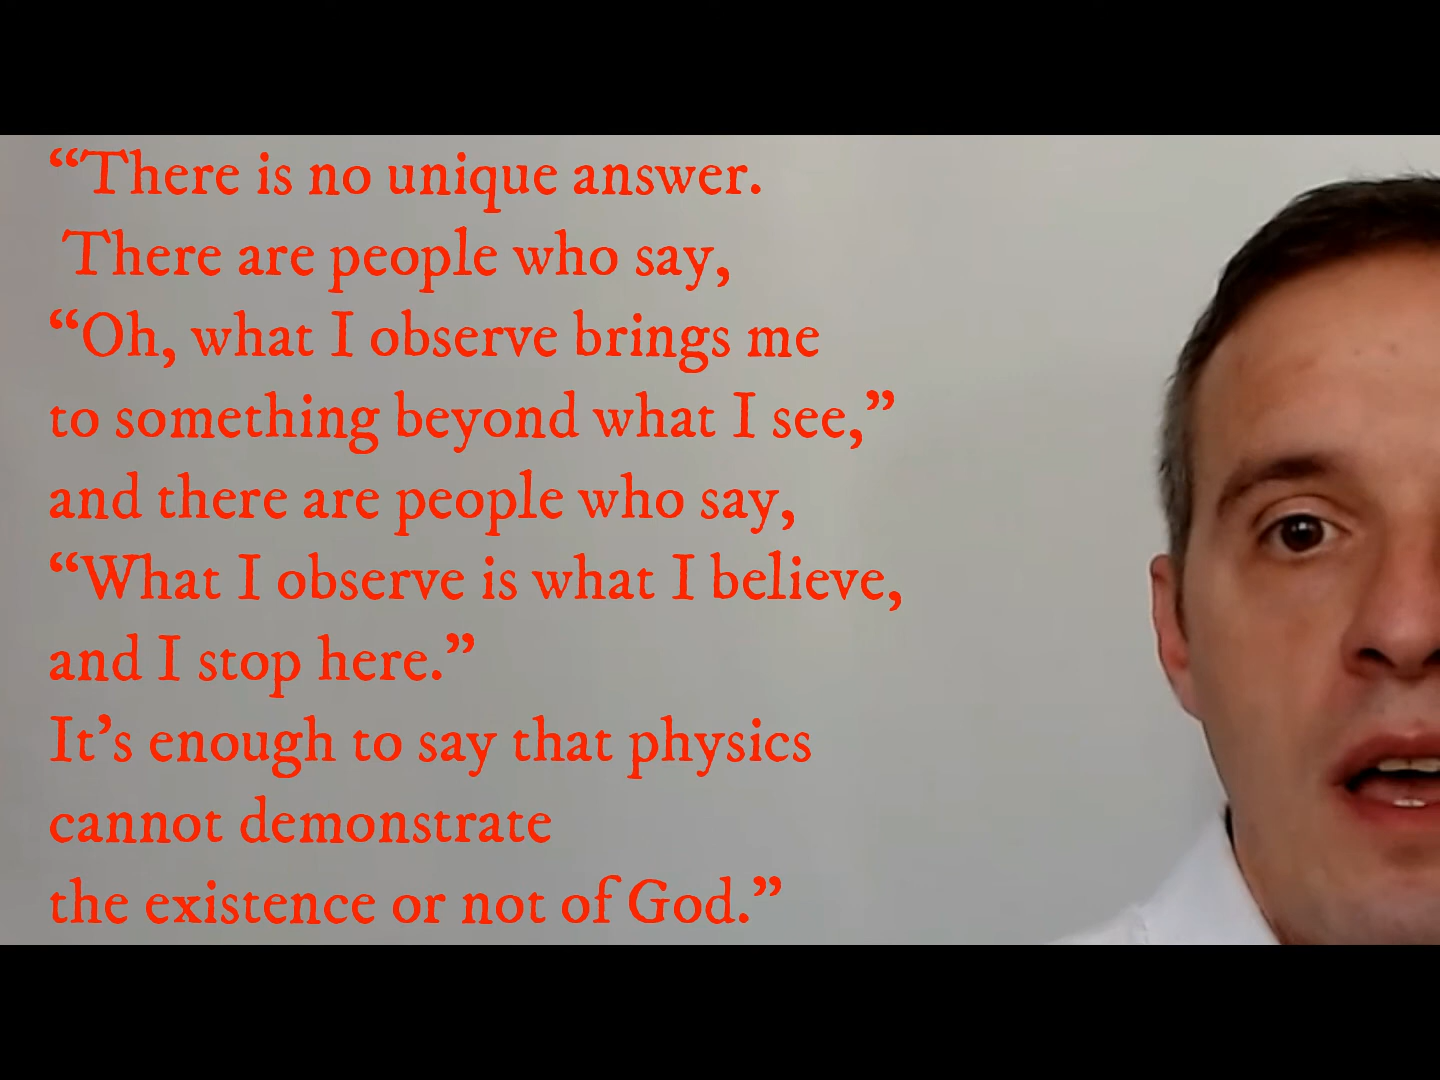 “There is no unique answer.
There are people who say,
“Oh, what I observe brings me
to something beyond what I see,”
and there are people who say,
“What I observe is what I believe,
and I stop here.”
It’s enough to say that physics
cannot demonstrate
the existence or not of God.”